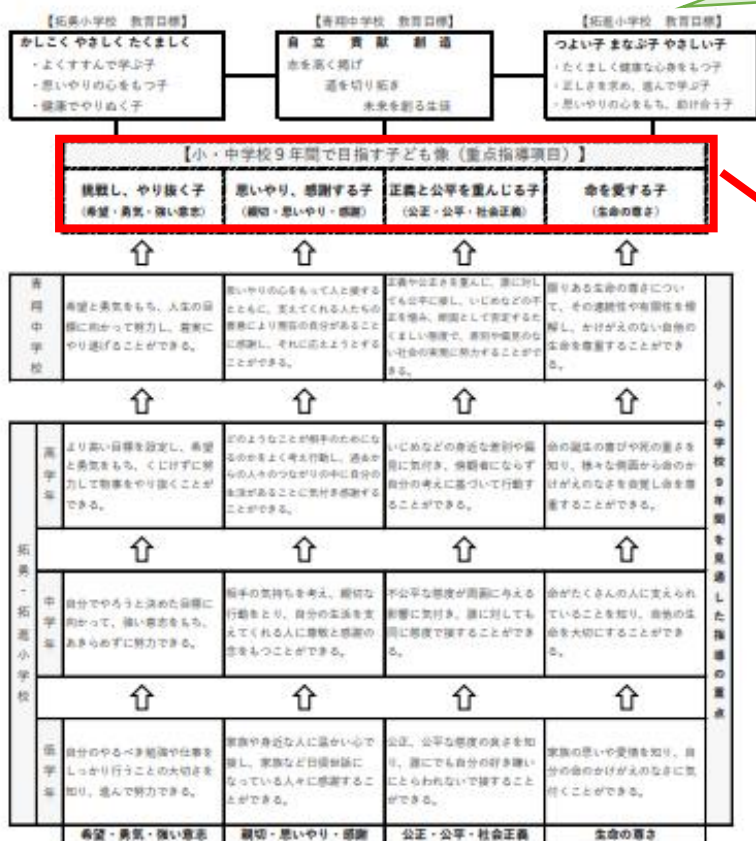 【拓勇小学校 教育目標】
かしこく やさしく たくましく
・よくすすんで学ぶ子
・思いやりの心をもつ子
・健康でやりぬく子
【青翔中学校 教育目標】
自立 貢献 創造
志を高く掲げ
道を切り拓き
未来を創る生徒
【拓進小学校 教育目標】
つよい子 まなぶ子 やさしい子
・たくましく健康な心身をもつ子
・正しさを求め、進んで学ぶ子
・思いやりの心をもち、助け合う子
【小・中学校9年間で目指す子ども像（重点指導項目）】
挑戦し、やり抜く子
（希望・勇気・強い意志）
思いやり、感謝する子
（親切・思いやり・感謝）
正義と公平を重んじる子
（公正・公平・社会正義）
命を愛する子
（生命の尊さ）
青翔中学校
希望と勇気をもち、人生の目
標に向かって努力し、着実に
やり遂げることができる。
思いやりの心をもって人と接する
とともに、支えてくれる人たちの
善意により現在の自分があること
に感謝し、それに応えようとする
ことができる。
正義や公正さを重んじ、誰に対し
ても公平に接し、いじめなどの不
正を憎み、断固として否定するた
くましい態度で、差別や偏見のな
い社会の実現に努力することがで
きる。
限りある生命の尊さについ
て、その連続性や有限性を理
解し、かけがえのない自他の
生命を尊重することができ
る。
小・中学校9年間を見通した指導の重点
拓勇・拓進小学校
高学年
より高い目標を設定し、希望
と勇気をもち、くじけずに努
力して物事をやり抜くことが
できる。
どのようなことが相手のためにな
るのかをよく考え行動し、過去か
らの人々のつながりの中に自分の
生活があることに気付き感謝する
ことができる。
いじめなどの身近な差別や偏
見に気付き、傍観者にならず
自分の考えに基づいて行動す
ることができる。
命の誕生の喜びや死の重さを
知り、様々な側面から命のか
けがえのなさを自覚し命を尊
重することができる。
中学年
自分でやろうと決めた目標に
向かって、強い意志をもち、
あきらめずに努力できる。
相手の気持ちを考え、親切な
行動をとり、自分の生活を支
えてくれる人に尊敬と感謝の
念をもつことができる。
不公平な態度が周囲に与える
影響に気付き、誰に対しても
同じ態度で接することができ
る。
命がたくさんの人に支えられ
ていることを知り、自他の生
命を大切にすることができ
る。
低学年
自分のやるべき勉強や仕事を
しっかり行うことの大切さを
知り、進んで努力できる。
家族や身近な人に温かい心で
接し、家族など日頃世話に
なっている人々に感謝するこ
とができる。
公正、公平な態度の良さを知
り、誰にでも自分の好き嫌い
にとらわれないで接すること
ができる。
家族の思いや愛情を知り、自
分の命のかけがえのなさに気
付くことができる。
希望・勇気・強い意志
親切・思いやり・感謝
公正・公平・社会正義
生命の尊さ